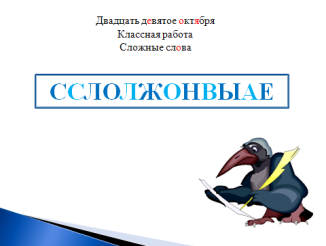 Двадцать девятое октября
Классная работа
Сложные слова
ССЛОЛЖОНВЫАЕ